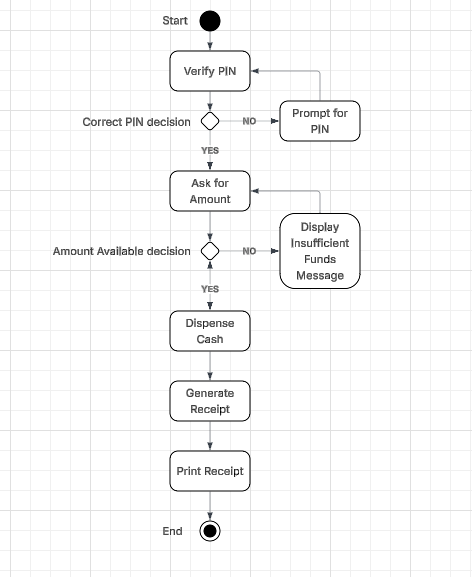 Start
Verify PIN
Correct PIN decision
NO
Prompt for
PIN
YES
Ask for
Amount
Amount Available decision
NO
Display
Insufficient
Funds
Message
YES
Dispense
Cash
Generate
Receipt
Print Receipt
End